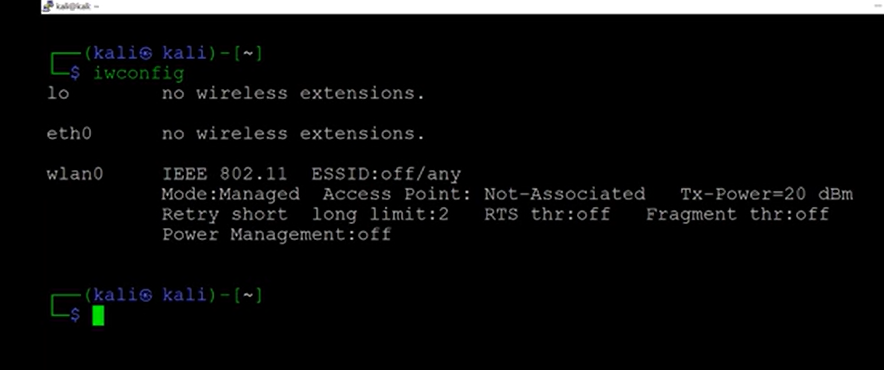 kali@kali: ~
┌──(kali㉿ kali)-[~]
└─$ iwconfig
lo        no wireless extensions.
eth0      no wireless extensions.
wlan0     IEEE 802.11  ESSID:off/any
Mode:Managed  Access Point: Not-Associated   Tx-Power=20 dBm
Retry short  long limit:2   RTS thr:off   Fragment thr:off
Power Management:off
┌──(kali㉿ kali)-[~]
└─$